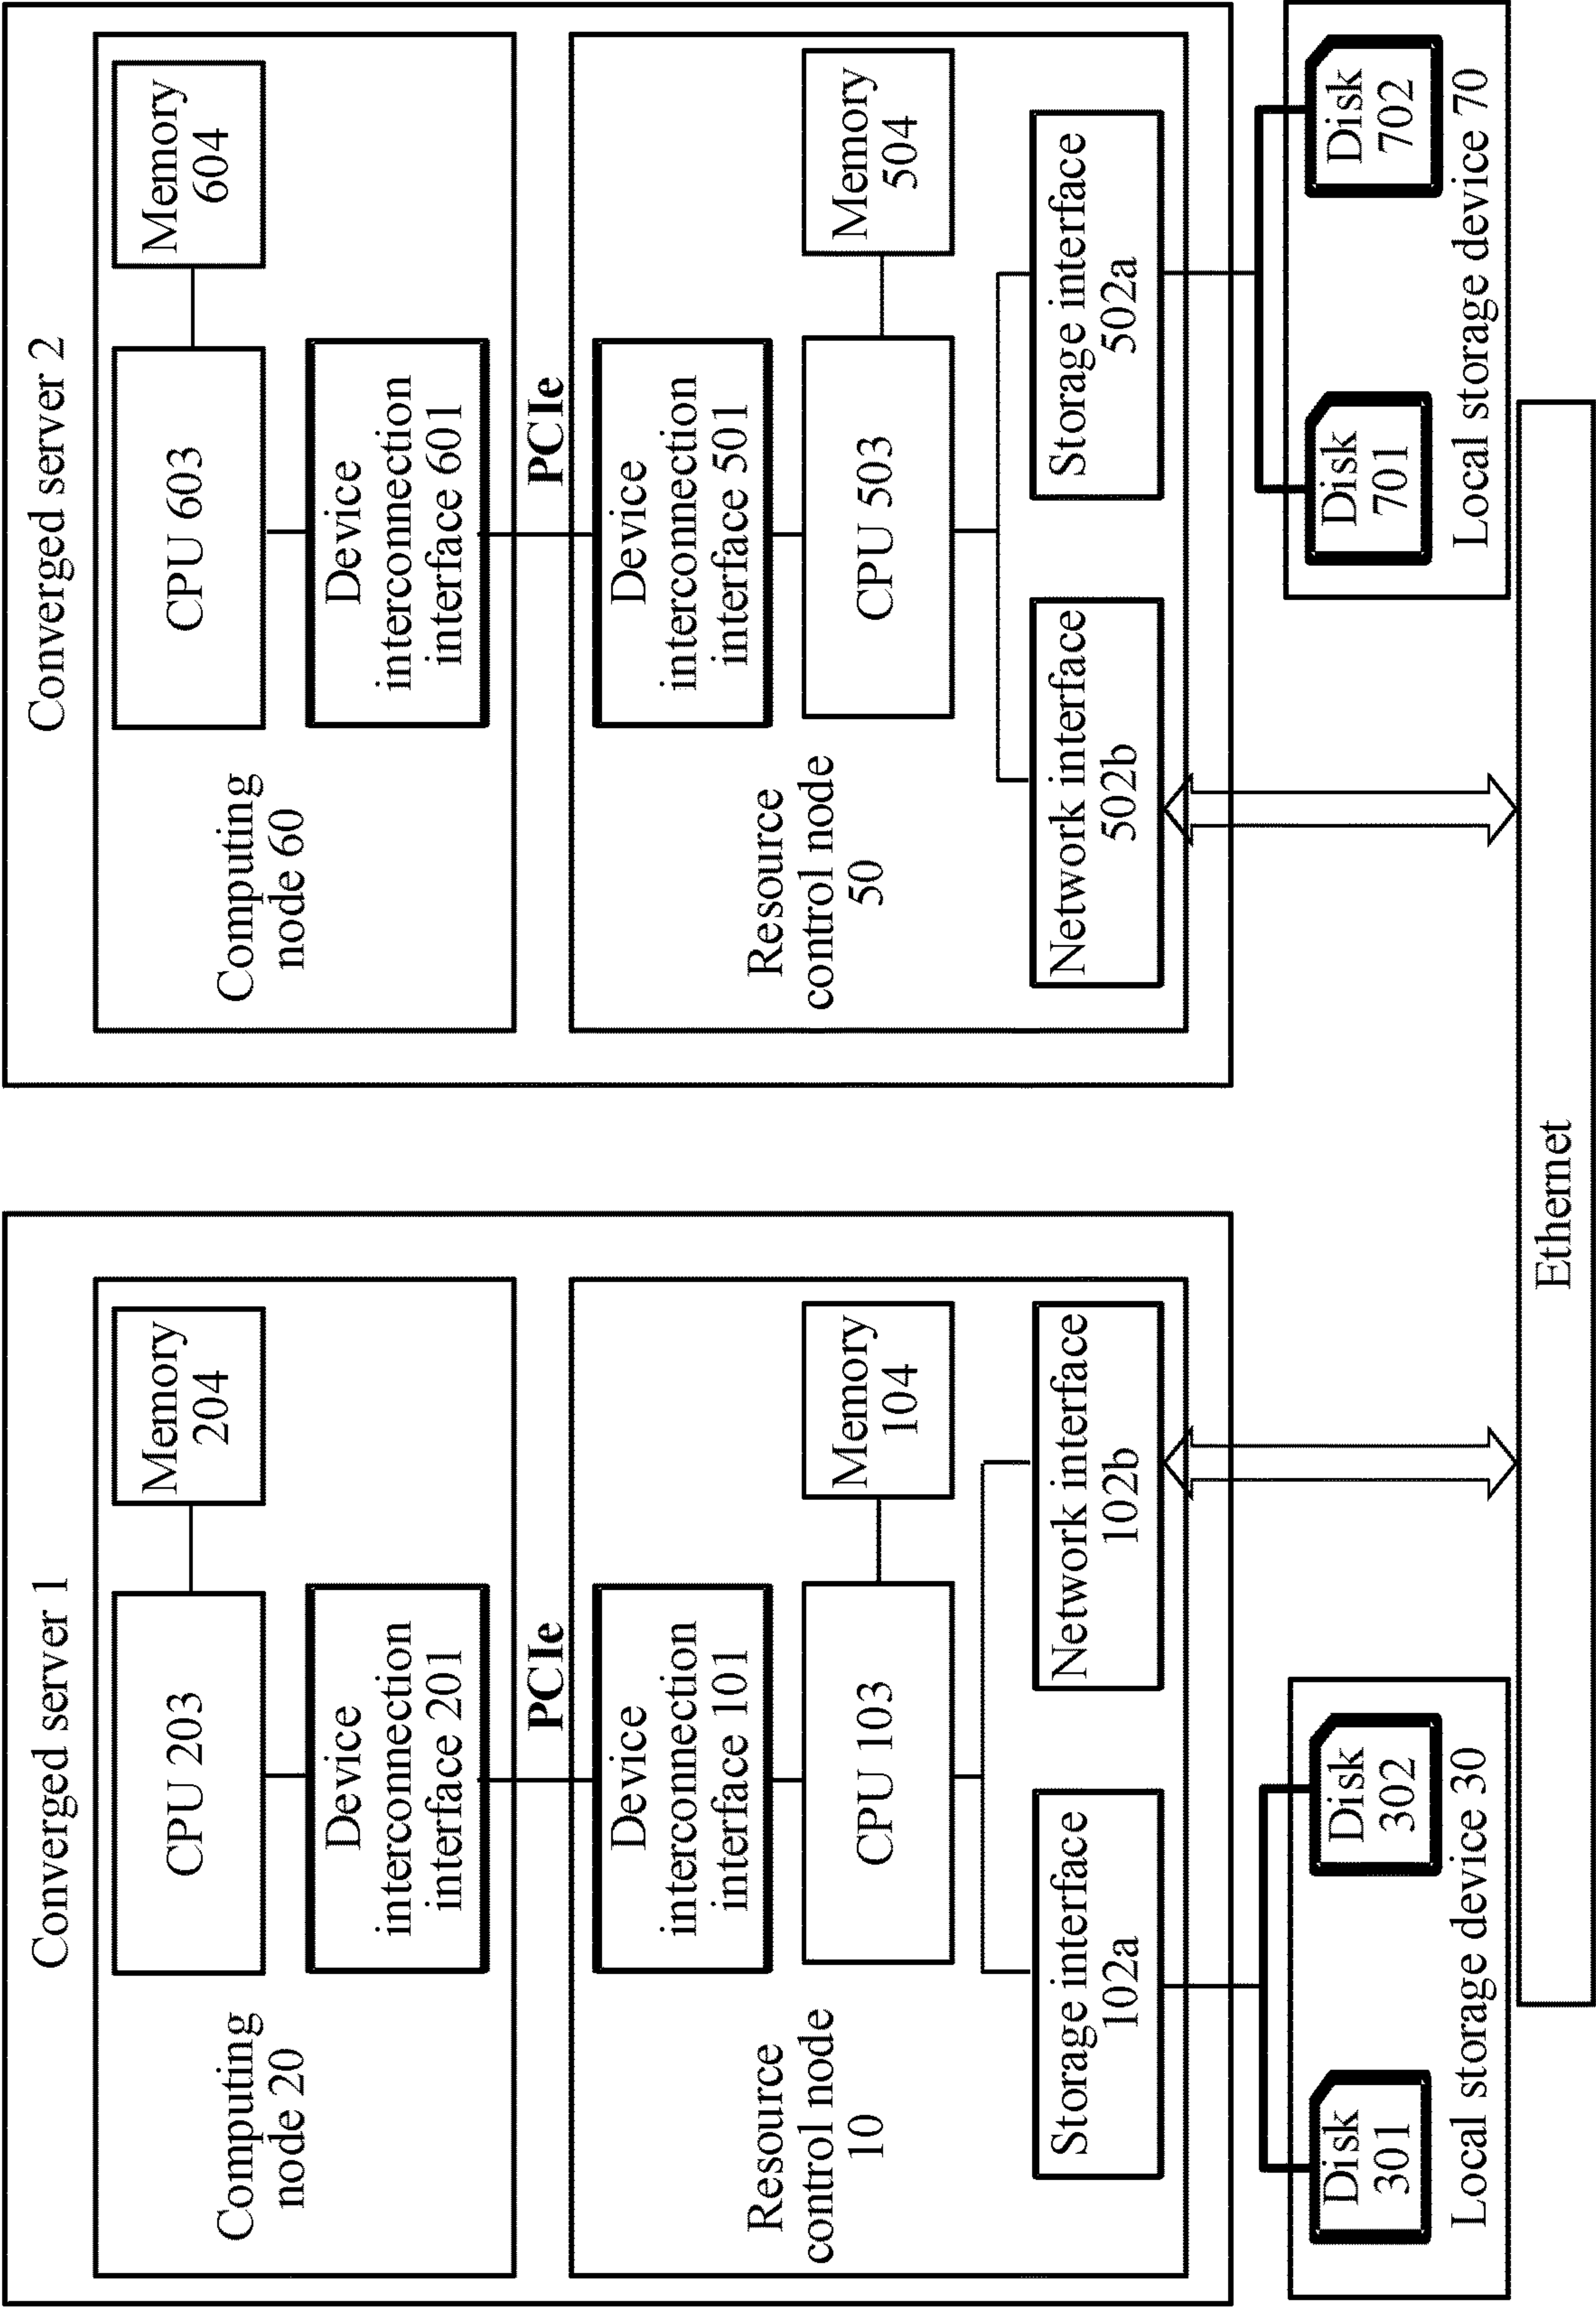 Converged server 1
CPU 203
Memory
204
Computing
node 20
Device
interconnection
interface 201
PCIe
Device
interconnection
interface 101
Resource
control node
10
CPU 103
Memory
104
Storage interface
102a
Network interface
102b
Disk
301
Disk
302
Local storage device 30
Converged server 2
CPU 603
Memory
604
Computing
node 60
Device
interconnection
interface 601
PCIe
Device
interconnection
interface 501
Resource
control node
50
CPU 503
Memory
504
Network interface
502b
Storage interface
502a
Disk
701
Disk
702
Local storage device 70
Ethernet